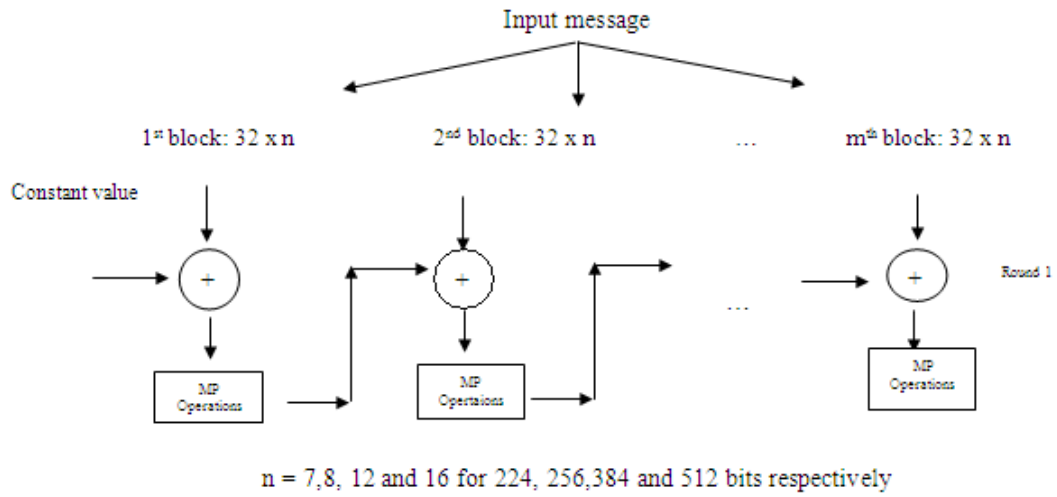 Input message
1st block: 32 x n
2nd block: 32 x n
...
mth block: 32 x n
Constant value
+
+
+
Round 1
...
MP
Operations
MP
Opertaions
MP
Operations
n = 7,8, 12 and 16 for 224, 256,384 and 512 bits respectively